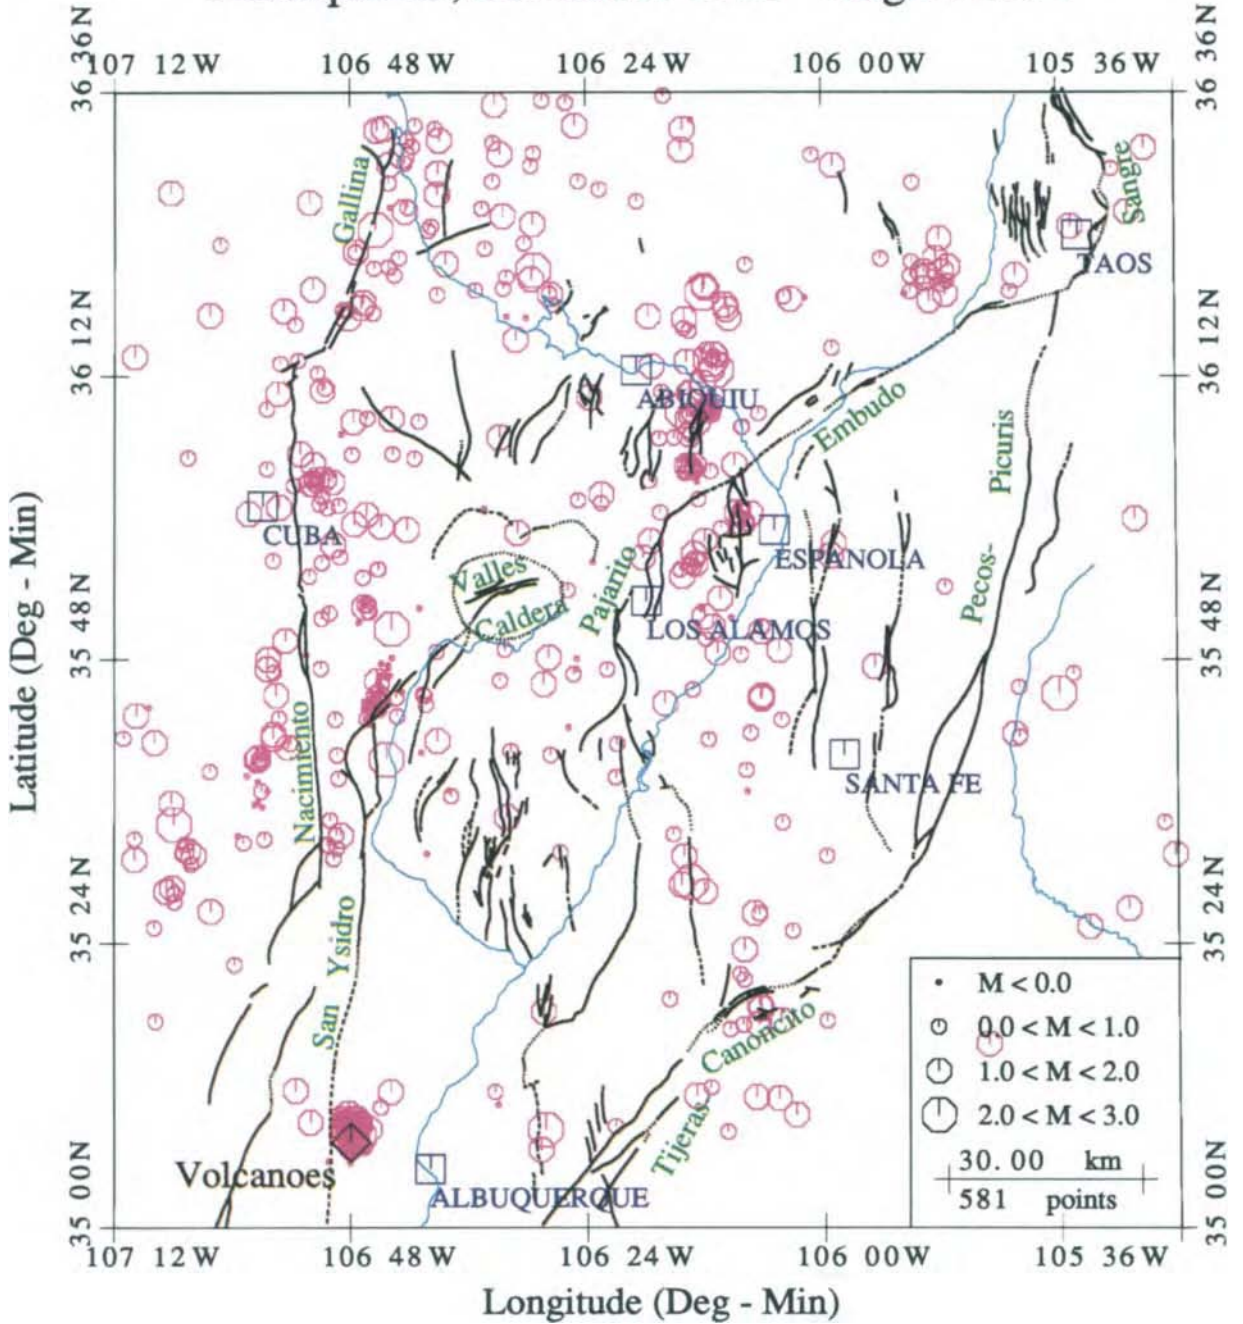 107 12 W 106 48 W 106 24 W 106 00 W 105 36 W
36 36 N
36 36 N
Gallina
Sangre
TAOS
36 12 N
36 12 N
ABIQUIU
Embudo
Picuris
Pecos-
CUBA
ESPANOLA
Valles
Caldera
Pajarito
LOS ALAMOS
35 48 N
35 48 N
Latitude (Deg - Min)
Nacimiento
SANTA FE
35 24 N
35 24 N
San Ysidro
Canoncito
Tijeras
M < 0.0
0.0 < M < 1.0
1.0 < M < 2.0
2.0 < M < 3.0
30.00 km
581 points
Volcanoes
ALBUQUERQUE
35 00 N
35 00 N
107 12 W 106 48 W 106 24 W 106 00 W 105 36 W
Longitude (Deg - Min)